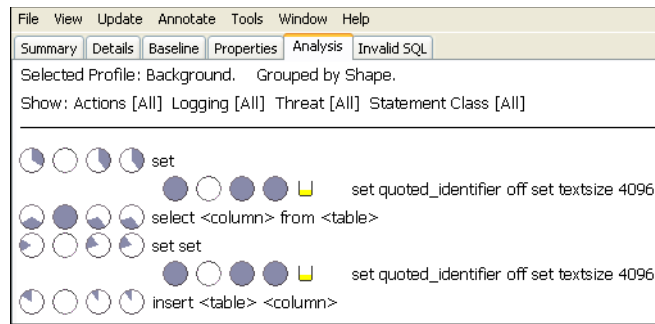 File View Update Annotate Tools Window Help
Summary Details Baseline Properties Analysis Invalid SQL
Selected Profile: Background. Grouped by Shape.
Show: Actions [All] Logging [All] Threat [All] Statement Class [All]
set
set quoted_identifier off set textsize 4096
select <column> from <table>
set set
set quoted_identifier off set textsize 4096
insert <table> <column>